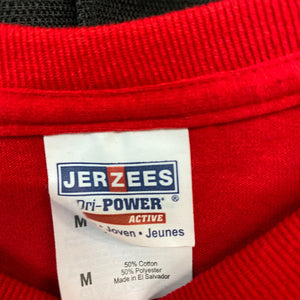 JERZEES
Dri-POWER®
ACTIVE
M
Joven • Jeunes
M
50% Cotton
50% Polyester
Made in El Salvador